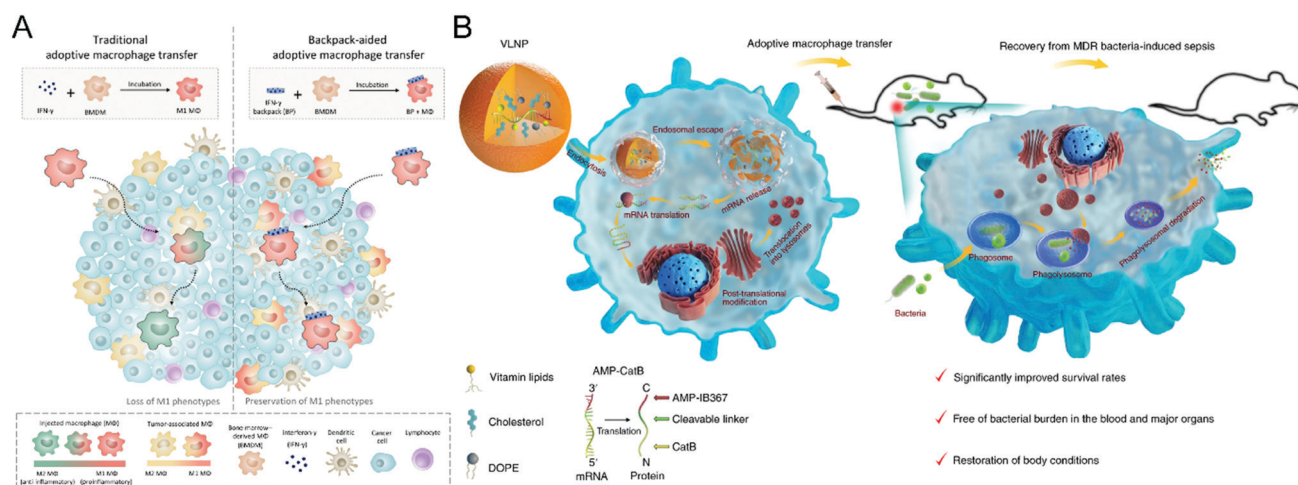 A
Traditional
adoptive macrophage transfer
IFN-γ
BMDM
Incubation
M1 MΦ
Backpack-aided
adoptive macrophage transfer
IFN-γ
backpack (BP)
BMDM
Incubation
BP + MΦ
Loss of M1 phenotypes
Preservation of M1 phenotypes
Injected macrophage (MΦ)
M2 MΦ
(anti-inflammatory)
M1 MΦ
(proinflammatory)
Tumor-associated MΦ
M2 MΦ
M1 MΦ
Bone marrow–
derived MΦ
(BMDM)
Interferon-γ
(IFN-γ)
Dendritic
cell
Cancer
cell
Lymphocyte
B
VLNP
Adoptive macrophage transfer
Recovery from MDR bacteria-induced sepsis
Endocytosis
Endosomal escape
mRNA release
mRNA translation
Translocation
into lysosomes
Post-translational
modification
Bacteria
Phagosome
Phagolysosome
Phagolysosomal degradation
Vitamin lipids
Cholesterol
DOPE
AMP-CatB
3′
5′
mRNA
Translation
C
N
Protein
AMP-IB367
Cleavable linker
CatB
Significantly improved survival rates
Free of bacterial burden in the blood and major organs
Restoration of body conditions